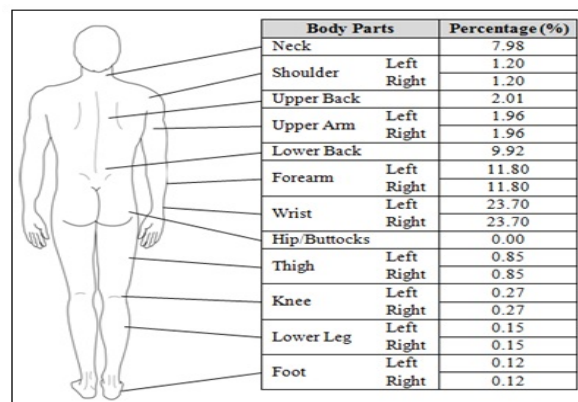 Body Parts Percentage (%)
Neck 7.98
Shoulder Left 1.20
Right 1.20
Upper Back 2.01
Upper Arm Left 1.96
Right 1.96
Lower Back 9.92
Forearm Left 11.80
Right 11.80
Wrist Left 23.70
Right 23.70
Hip/Buttocks 0.00
Thigh Left 0.85
Right 0.85
Knee Left 0.27
Right 0.27
Lower Leg Left 0.15
Right 0.15
Foot Left 0.12
Right 0.12